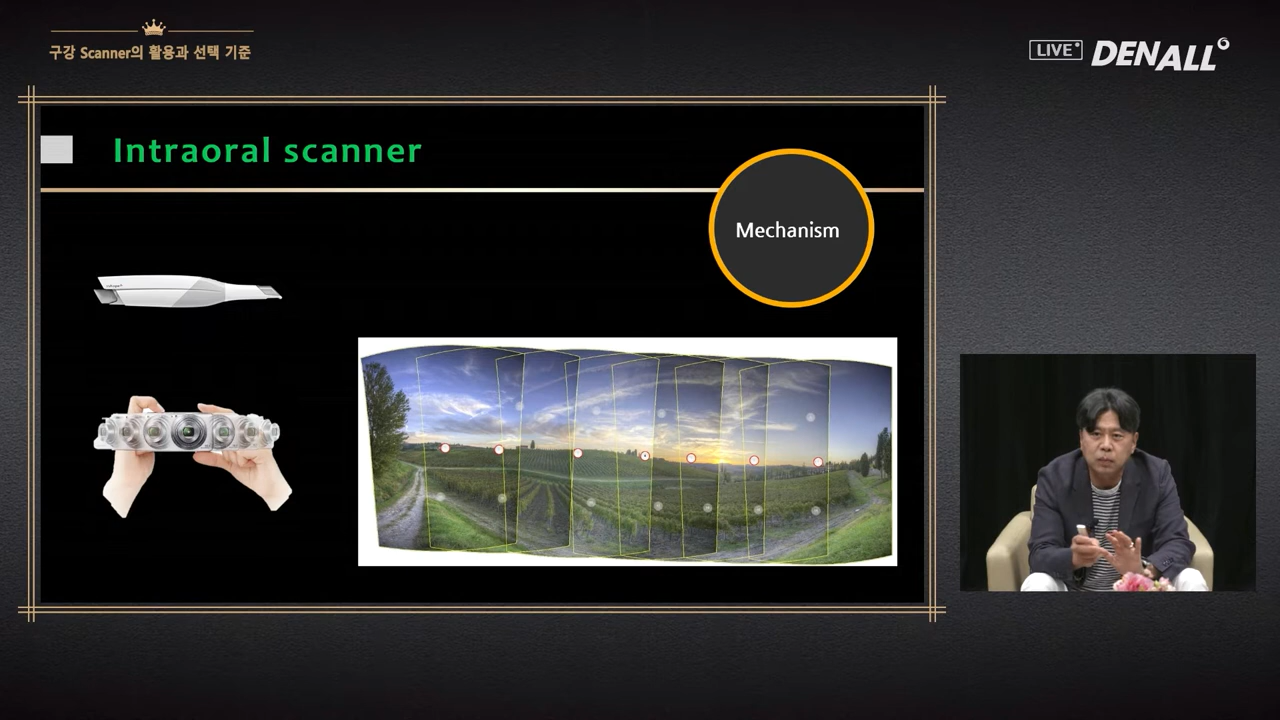 구강 Scanner의 활용과 선택 기준
LIVE
DENALL
Intraoral scanner
Mechanism